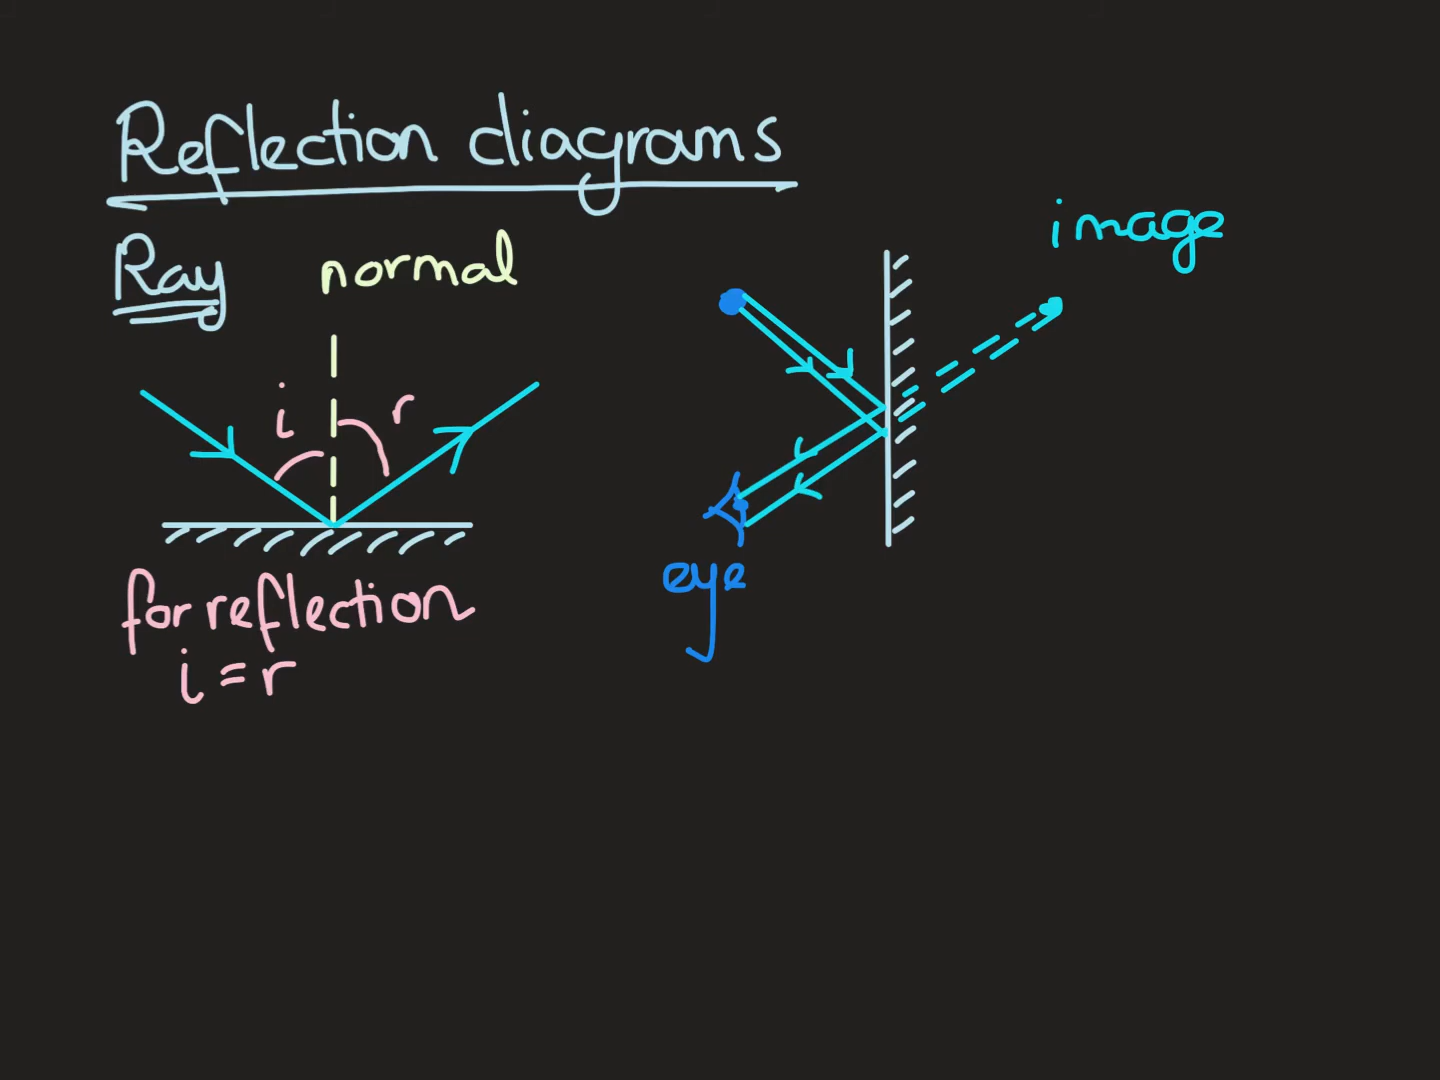 Reflection diagrams
Ray
normal
i
r
for reflection
i = r
image
eye